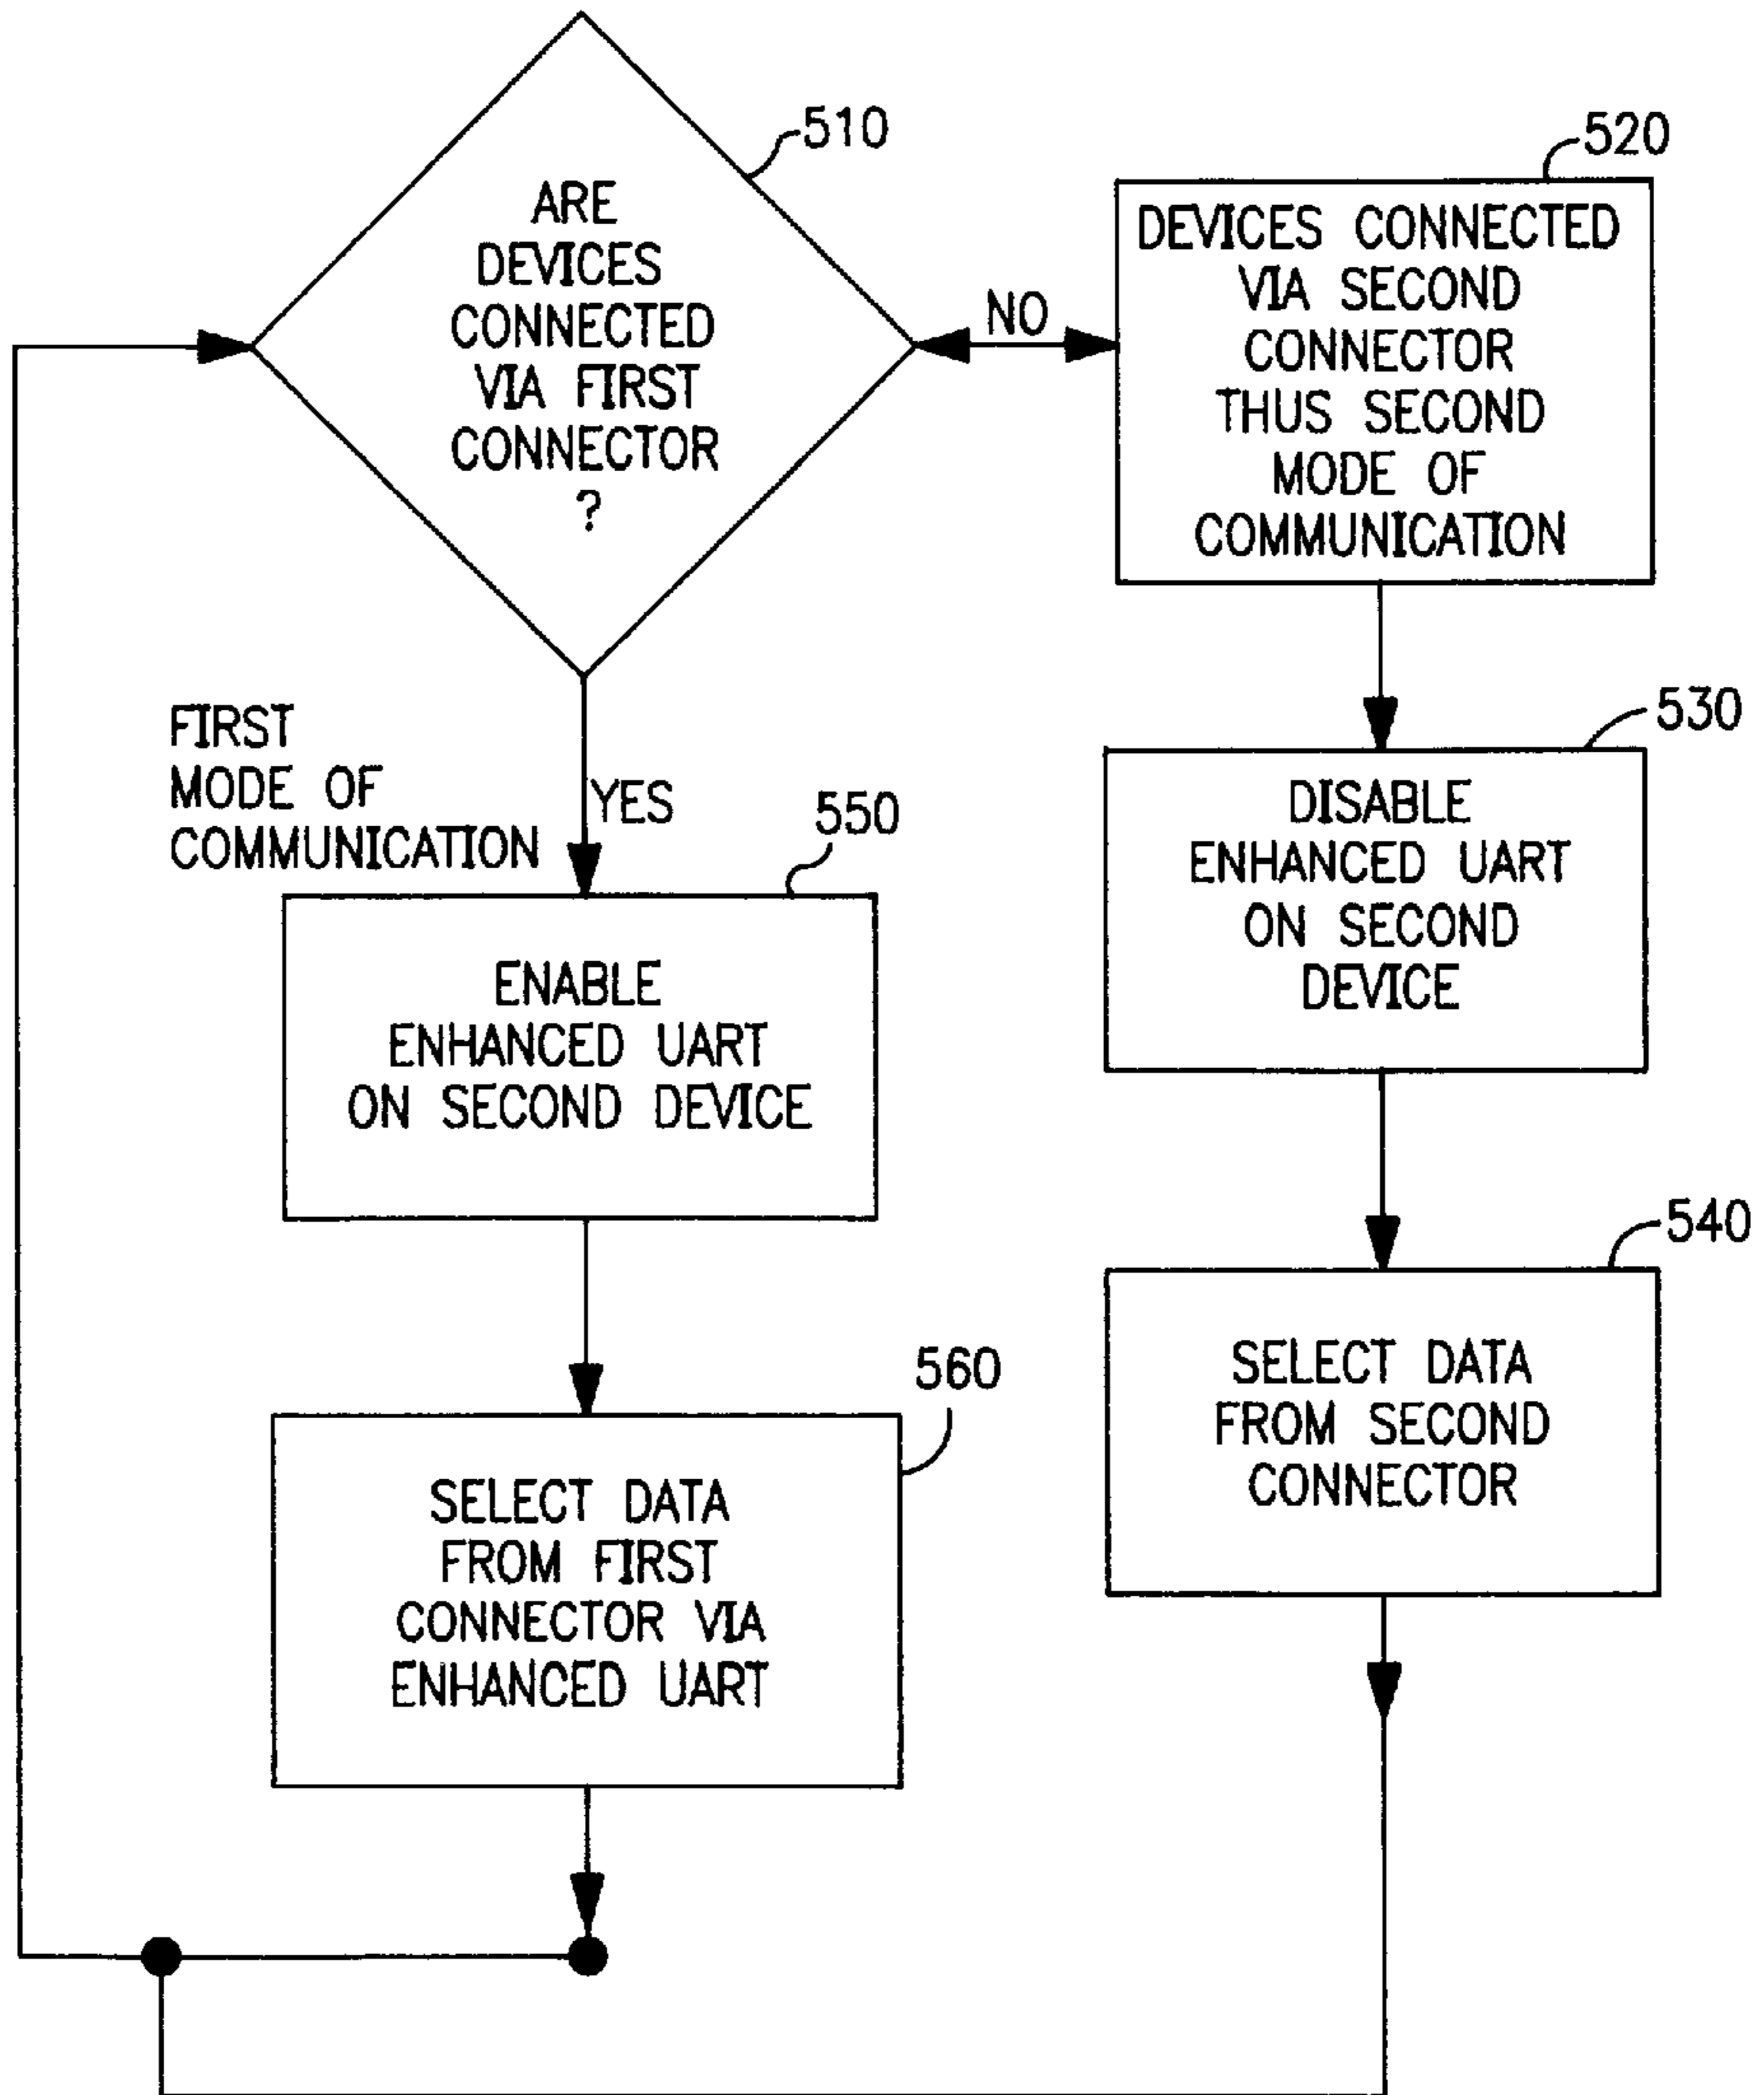 510
ARE
DEVICES
CONNECTED
VIA FIRST
CONNECTOR
?
NO
520
DEVICES CONNECTED
VIA SECOND
CONNECTOR
THUS SECOND
MODE OF
COMMUNICATION
FIRST
MODE OF
COMMUNICATION
YES
550
ENABLE
ENHANCED UART
ON SECOND DEVICE
530
DISABLE
ENHANCED UART
ON SECOND
DEVICE
560
SELECT DATA
FROM FIRST
CONNECTOR VIA
ENHANCED UART
540
SELECT DATA
FROM SECOND
CONNECTOR